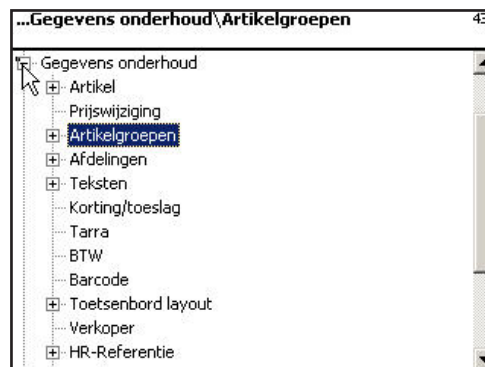 ...Gegevens onderhoud\Artikelgroepen 43
Gegevens onderhoud
Artikel
Prijswijziging
Artikelgroepen
Afdelingen
Teksten
Korting/toeslag
Tarra
BTW
Barcode
Toetsenbord layout
Verkoper
HR-Referentie